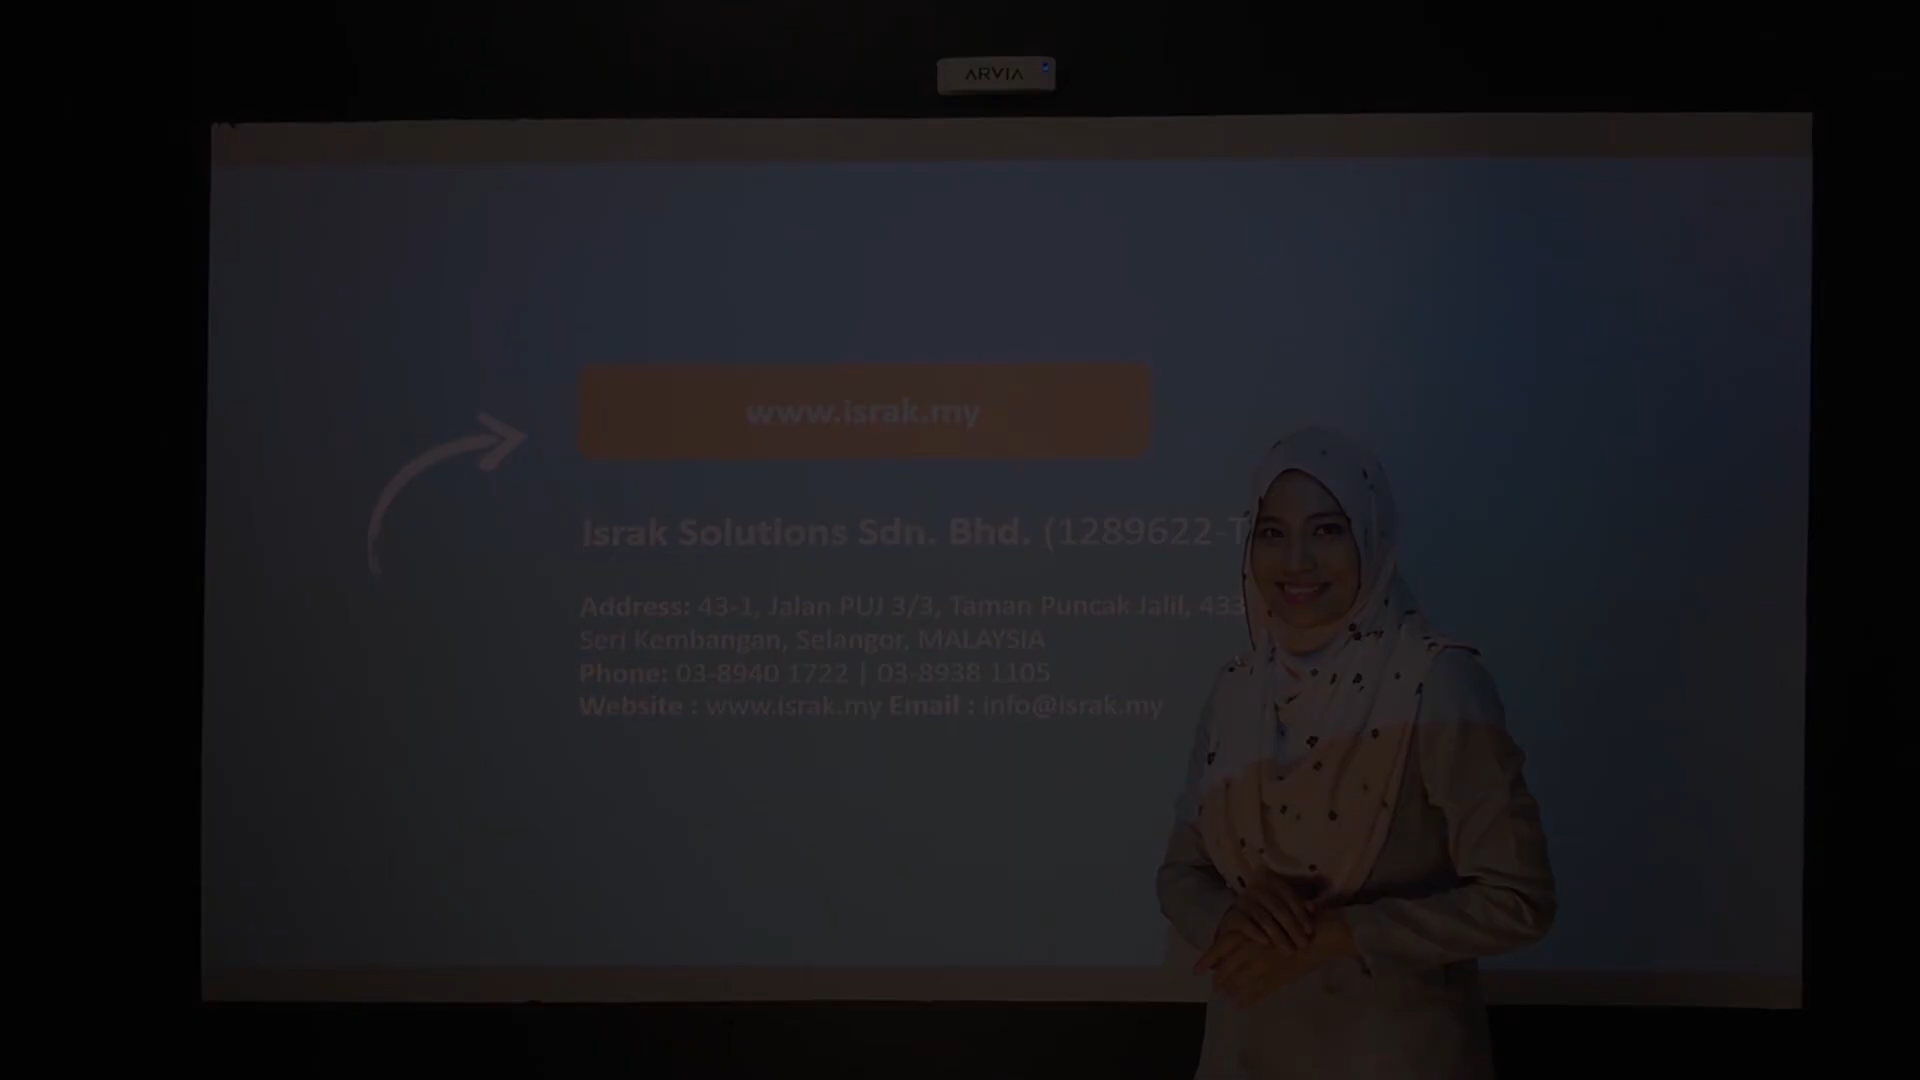 ARVIA
www.israk.my
Israk Solutions Sdn. Bhd. (1289622-T
Address: 43-1, Jalan PUJ 3/3, Taman Puncak Jalil, 433
Seri Kembangan, Selangor, MALAYSIA
Phone: 03-8940 1722 | 03-8938 1105
Website : www.israk.my Email : info@israk.my